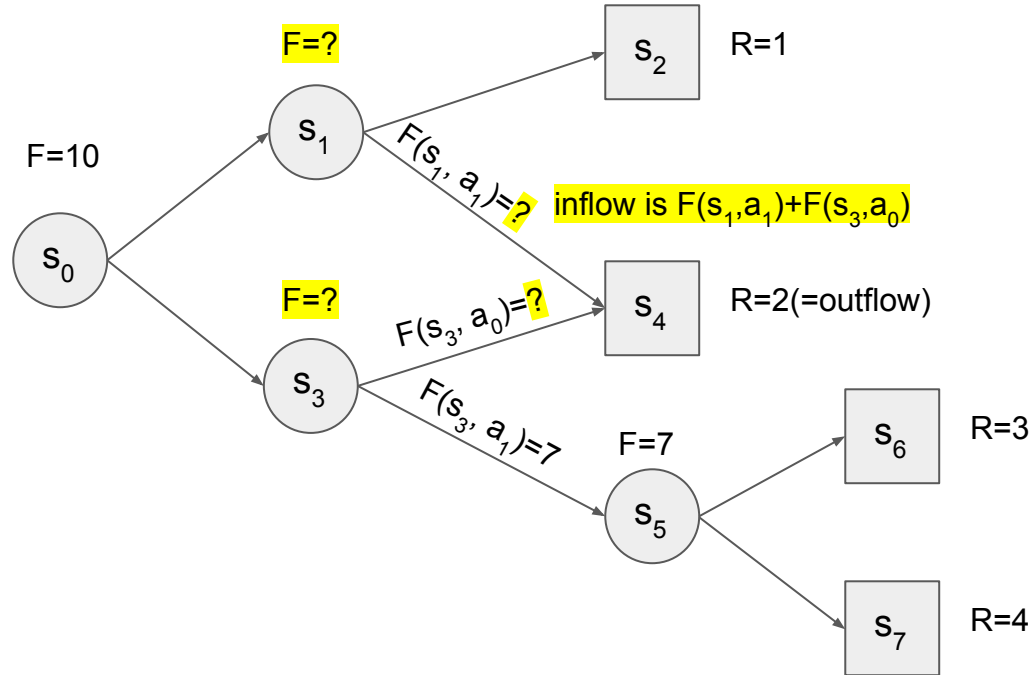 F=?
s₂
R=1
s₁
F=10
F(s₁, a₁)=?
inflow is F(s₁,a₁)+F(s₃,a₀)
s₀
F=?
F(s₃, a₀)=?
s₄
R=2(=outflow)
s₃
F(s₃, a₁)=7
F=7
s₆
R=3
s₅
s₇
R=4